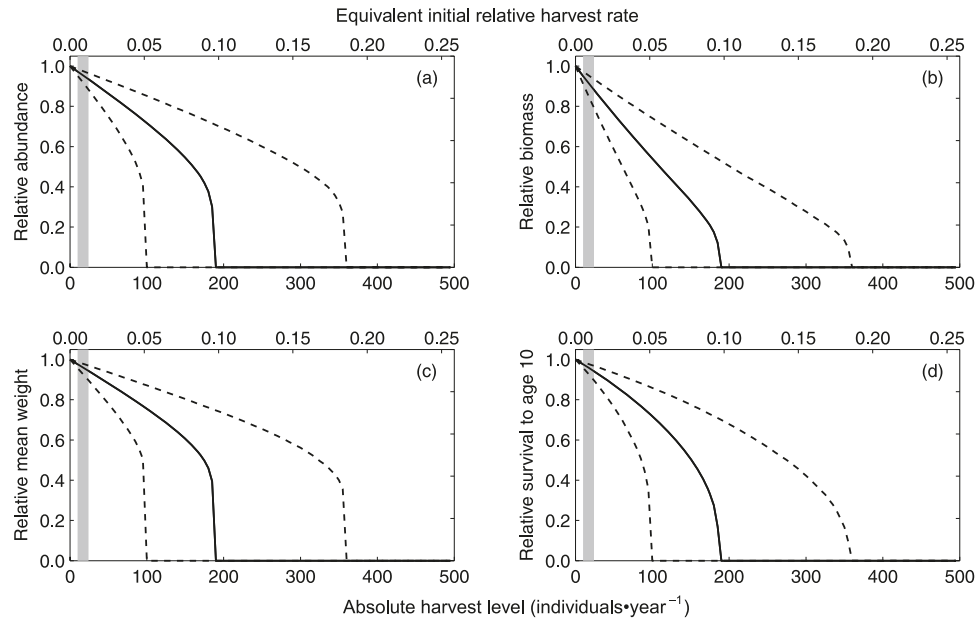 Equivalent initial relative harvest rate
0.00 0.05 0.10 0.15 0.20 0.25 0.00 0.05 0.10 0.15 0.20 0.25
1.0 (a) 1.0 (b)
0.8 0.8
0.6 0.6
0.4 0.4
0.2 0.2
0.0 0.0
Relative abundance Relative biomass
0 100 200 300 400 500 0 100 200 300 400 500
0.00 0.05 0.10 0.15 0.20 0.25 0.00 0.05 0.10 0.15 0.20 0.25
1.0 (c) 1.0 (d)
0.8 0.8
0.6 0.6
0.4 0.4
0.2 0.2
0.0 0.0
Relative mean weight Relative survival to age 10
0 100 200 300 400 500 0 100 200 300 400 500
Absolute harvest level (individuals•year⁻¹)